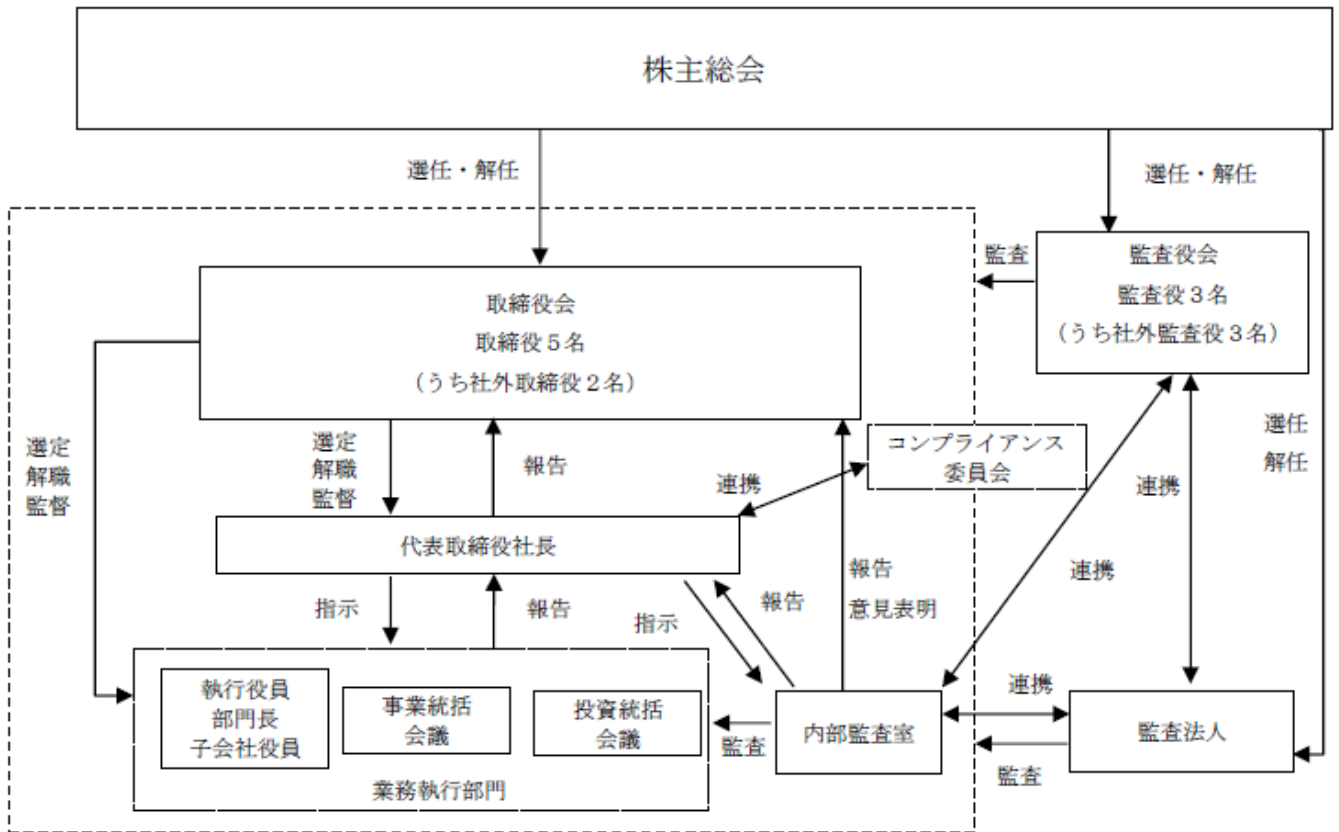 株主総会
選任・解任
選任・解任
監査
監査役会
監査役3名
（うち社外監査役3名）
取締役会
取締役5名
（うち社外取締役2名）
選任
解任
選定
解職
監督
選定
解職
監督
報告
連携
コンプライアンス
委員会
連携
代表取締役社長
報告
意見表明
連携
指示
報告
指示
報告
執行役員
部門長
子会社役員
事業統括
会議
投資統括
会議
業務執行部門
監査
内部監査室
連携
監査
監査法人